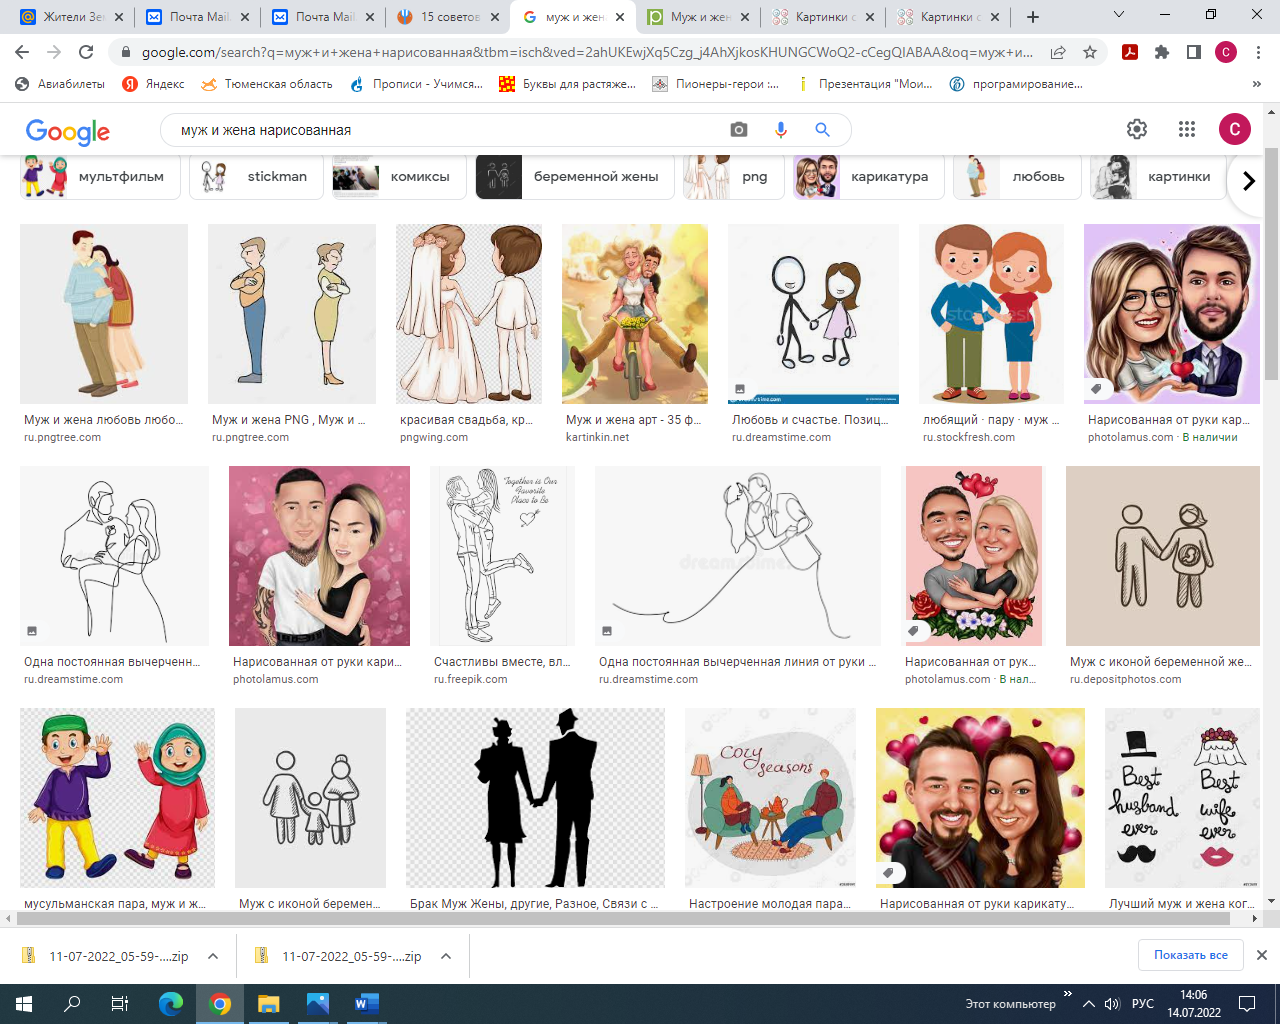 Жители Зем
Почта Mail.
Почта Mail.
15 советов
муж и жен
Муж и жен
Картинки с
Картинки с
google.com/search?q=муж+и+жена+нарисованная&tbm=isch&ved=2ahUKEwjXq5Czg_j4AhXjkosKHUNGCWoQ2-cCegQIABAA&oq=муж+и...
C
Авиабилеты
Яндекс
Тюменская область
Прописи - Учимся...
Буквы для растяже...
Пионеры-герои :...
Презентация "Мои...
програмирование...
»
Google
муж и жена нарисованная
C
мультфильм
stickman
комиксы
беременной жены
png
карикатура
любовь
картинки
Муж и жена любовь любо...
ru.pngtree.com
Муж и жена PNG , Муж и ...
ru.pngtree.com
красивая свадьба, кр...
pngwing.com
Муж и жена арт - 35 ф...
kartinkin.net
Любовь и счастье. Позиц...
ru.dreamstime.com
любящий · пару · муж ...
ru.stockfresh.com
Нарисованная от руки кар...
photolamus.com · В наличии
Together is Our
Favorite
Place to Be
dreamstime
Одна постоянная вычерченн...
ru.dreamstime.com
Нарисованная от руки кари...
photolamus.com
Счастливы вместе, вл...
ru.freepik.com
Одна постоянная вычерченная линия от руки ...
ru.dreamstime.com
Нарисованная от рук...
photolamus.com · В нал...
Муж с иконой беременной же...
ru.depositphotos.com
Cozy
seasons
Best
husband
ever
Best
wife
ever
мусульманская пара, муж и ж...
Муж с иконой беремен...
Брак Муж Жены, другие, Разное, Связи с ...
Настроение молодая пара...
Нарисованная от руки карикату...
Лучший муж и жена ког...
11-07-2022_05-59-....zip
11-07-2022_05-59-....zip
Показать все
Этот компьютер
»
РУС
14:06
14.07.2022